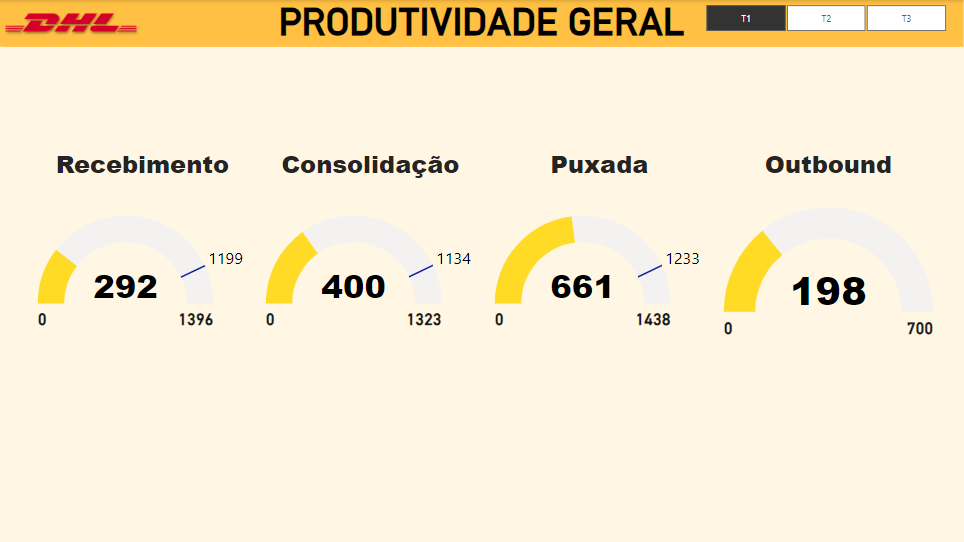 DHL
PRODUTIVIDADE GERAL
T1
T2
T3
Recebimento
1199
292
0
1396
Consolidação
1134
400
0
1323
Puxada
1233
661
0
1438
Outbound
198
0
700